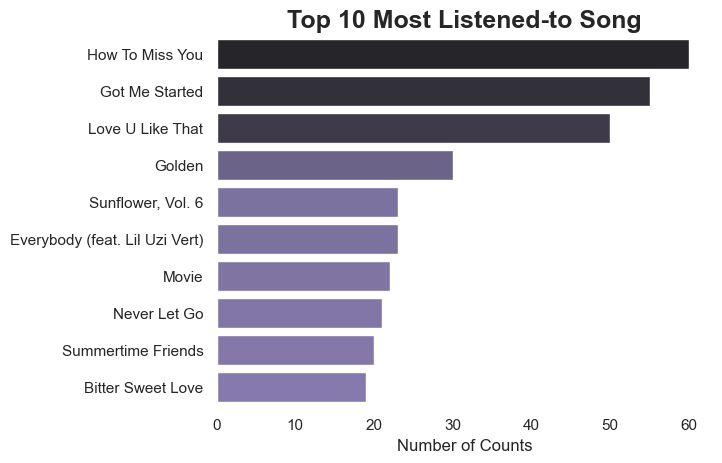 Top 10 Most Listened-to Song
How To Miss You
Got Me Started
Love U Like That
Golden
Sunflower, Vol. 6
Everybody (feat. Lil Uzi Vert)
Movie
Never Let Go
Summertime Friends
Bitter Sweet Love
0 10 20 30 40 50 60
Number of Counts